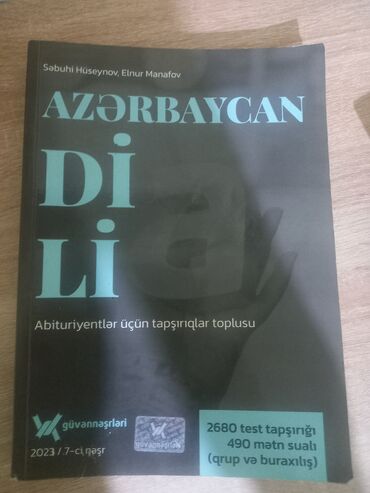 Səbuhi Hüseynov, Elnur Manafov
AZƏRBAYCAN
Dİ
Lİ
a
Abituriyentlər üçün tapşırıqlar toplusu
güvənnəşrləri
güvənnəşrləri
2023 / 7-ci nəşr
2680 test tapşırığı
490 mətn sualı
(qrup və buraxılış)